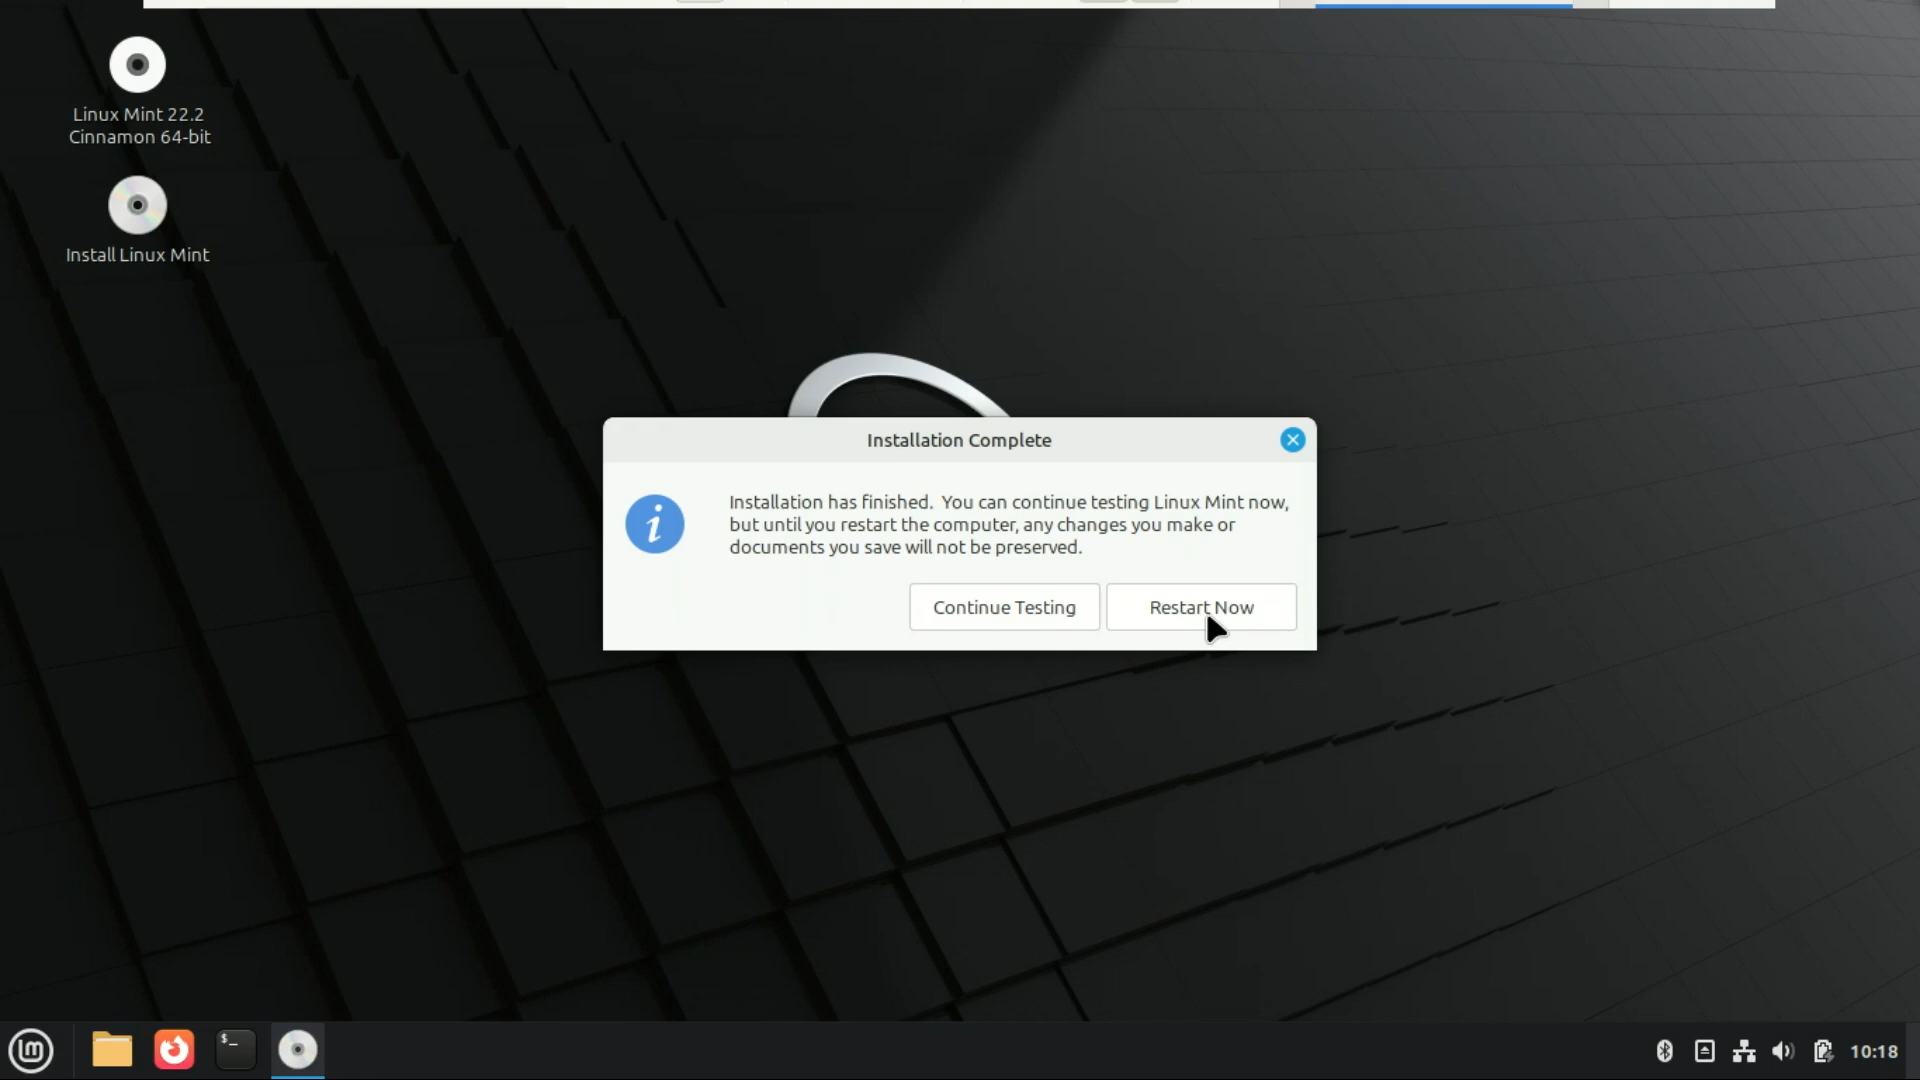 Linux Mint 22.2
Cinnamon 64-bit
Install Linux Mint
Installation Complete
Installation has finished. You can continue testing Linux Mint now,
but until you restart the computer, any changes you make or
documents you save will not be preserved.
Continue Testing
Restart Now
$_
10:18